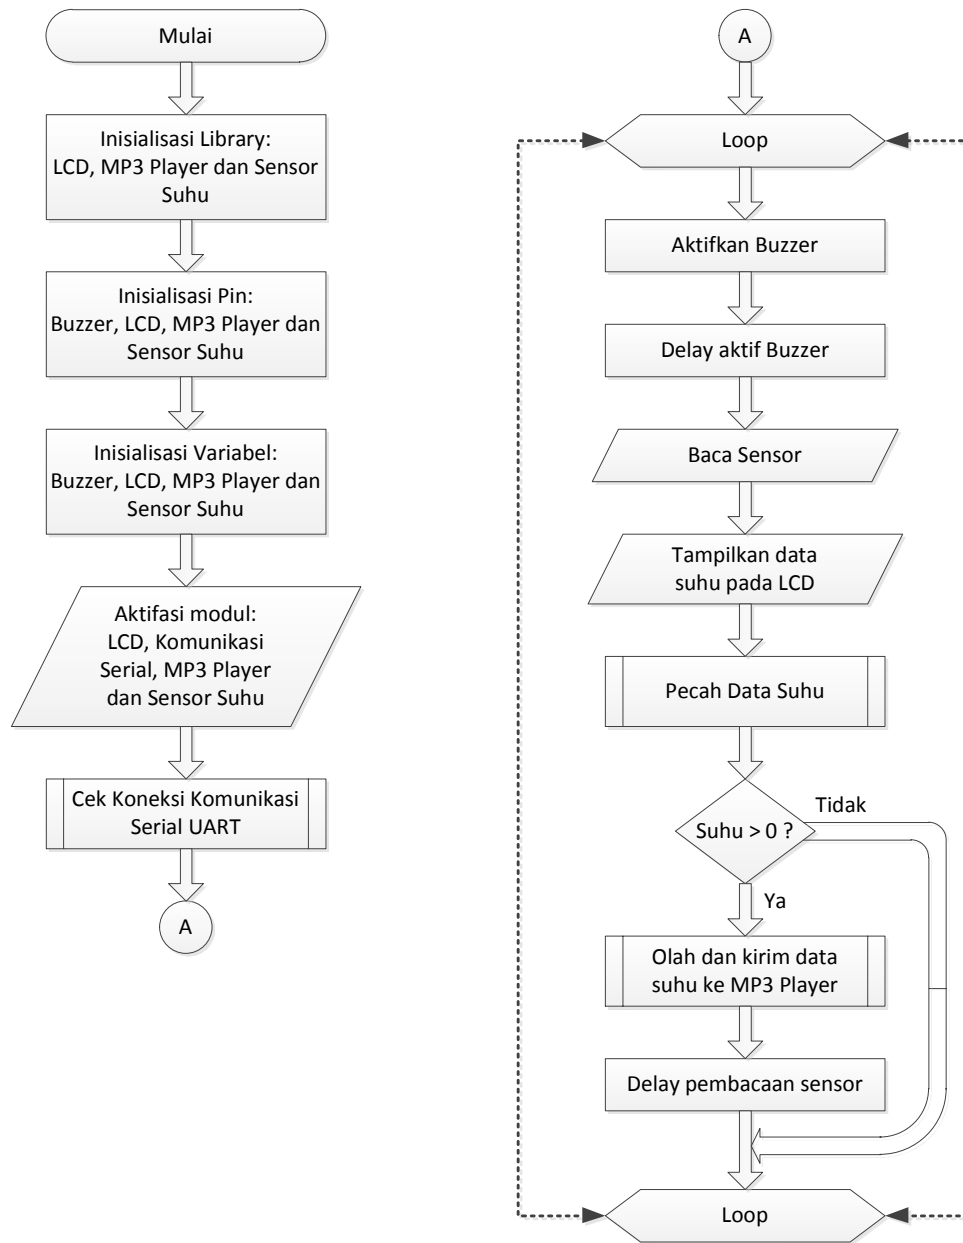 Mulai
Inisialisasi Library:
LCD, MP3 Player dan Sensor
Suhu
Inisialisasi Pin:
Buzzer, LCD, MP3 Player dan
Sensor Suhu
Inisialisasi Variabel:
Buzzer, LCD, MP3 Player dan
Sensor Suhu
Aktifasi modul:
LCD, Komunikasi
Serial, MP3 Player
dan Sensor Suhu
Cek Koneksi Komunikasi
Serial UART
A
A
Loop
Aktifkan Buzzer
Delay aktif Buzzer
Baca Sensor
Tampilkan data
suhu pada LCD
Pecah Data Suhu
Suhu > 0 ?
Tidak
Ya
Olah dan kirim data
suhu ke MP3 Player
Delay pembacaan sensor
Loop